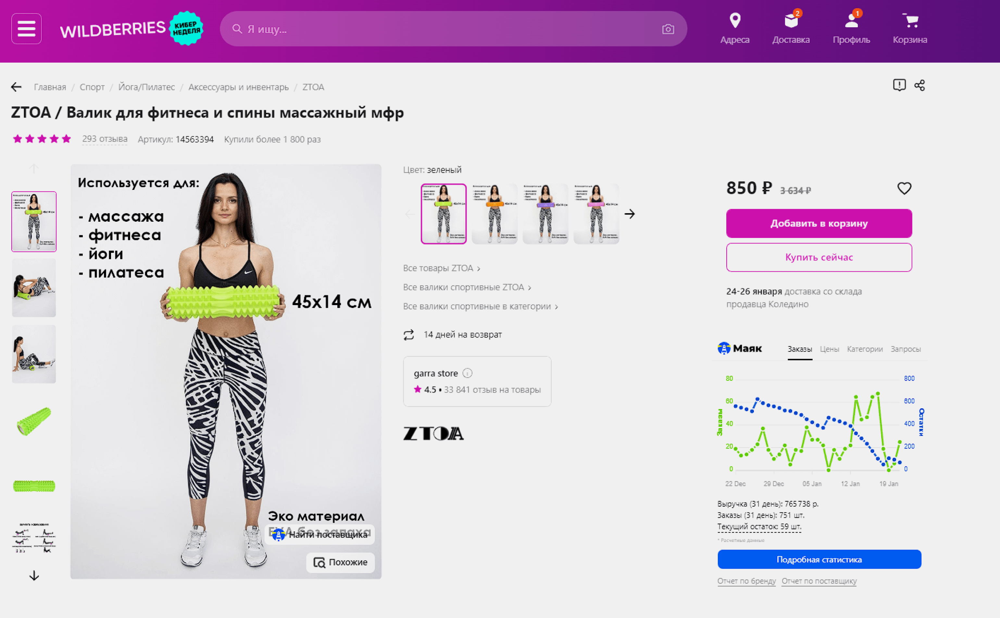 WILDBERRIES
КИБЕР
НЕДЕЛЯ
Я ищу...
Адреса
2
Доставка
1
Профиль
Корзина
Главная / Спорт / Йога/Пилатес / Аксессуары и инвентарь / ZTOA
ZTOA / Валик для фитнеса и спины массажный мфр
293 отзыва Артикул: 14563394 Купили более 1 800 раз
Используется для:
- массажа
- фитнеса
- йоги
- пилатеса
45x14 см
Эко материал
EVA без запаха
Найти поставщика
Похожие
Цвет: зеленый
Все товары ZTOA
Все валики спортивные ZTOA
Все валики спортивные в категории
14 дней на возврат
garra store
4.5 • 33 841 отзыв на товары
ZTOA
850 ₽ 3 634 ₽
Добавить в корзину
Купить сейчас
24-26 января доставка со склада
продавца Коледино
Маяк
Заказы Цены Категории Запросы
80
60
40
20
0
Заказы
800
600
400
200
0
Остатки
22 Dec 29 Dec 05 Jan 12 Jan 19 Jan
Выручка (31 день): 765 738 р.
Заказы (31 день): 751 шт.
Текущий остаток: 59 шт.
* Расчетные данные
Подробная статистика
Отчет по бренду Отчет по поставщику